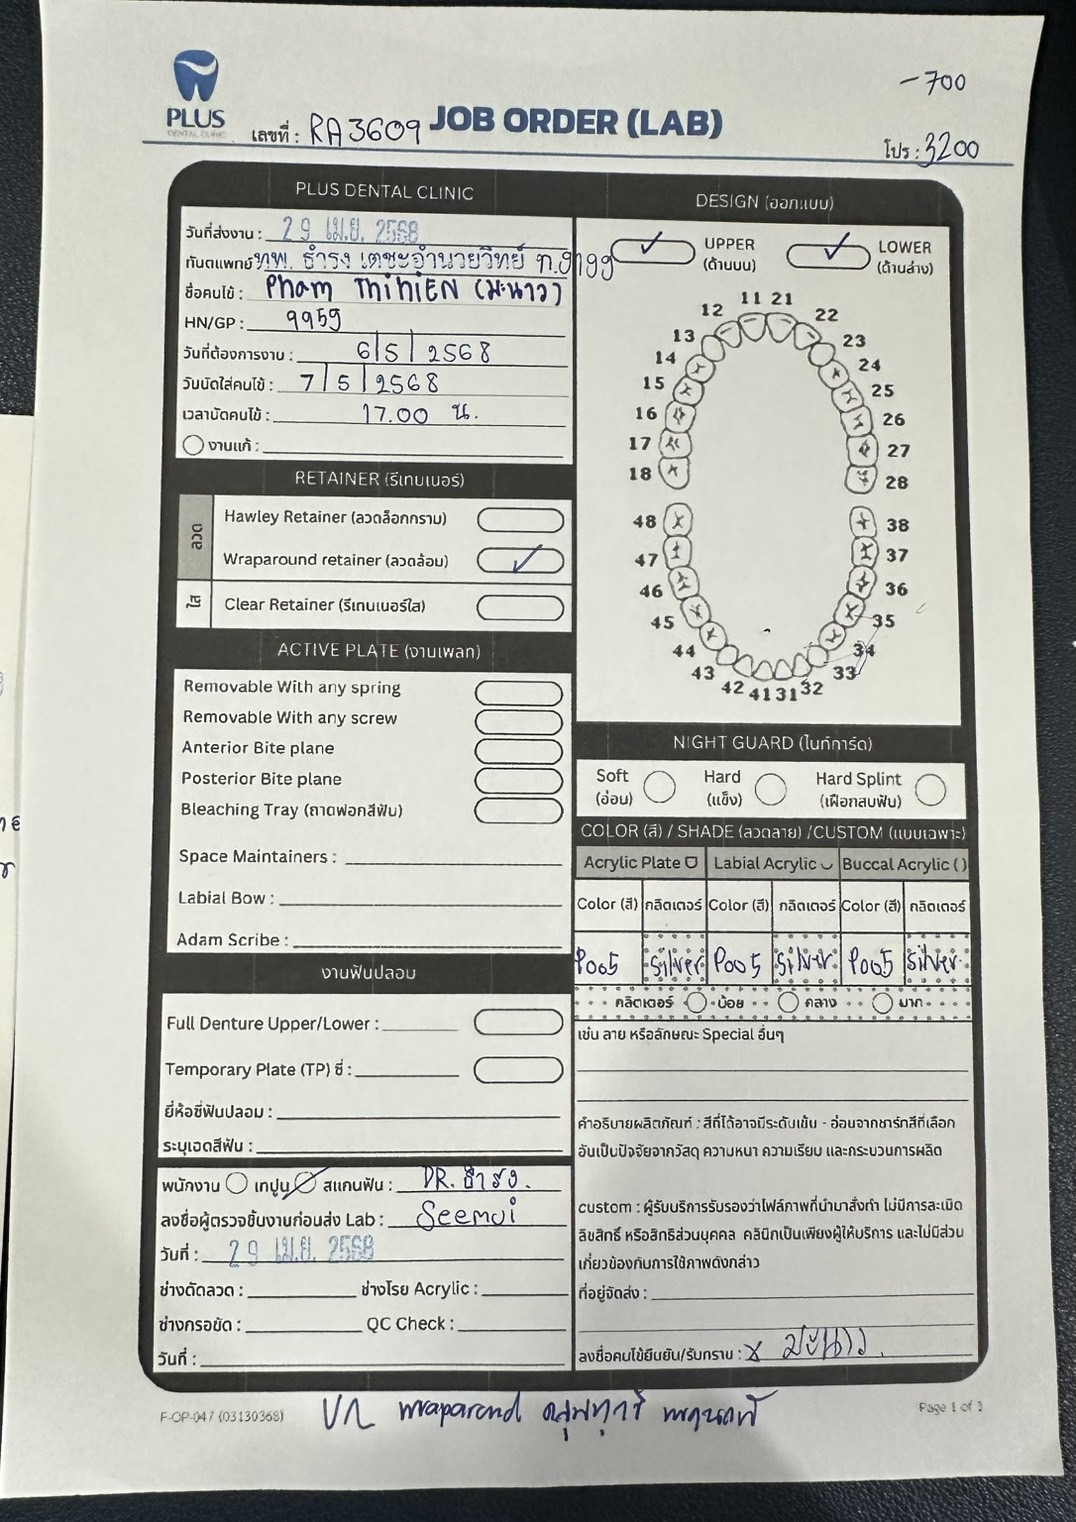 -700
PLUS
DENTAL CLINIC
เลขที่ : RA3609
JOB ORDER (LAB)
โปร : 3200
PLUS DENTAL CLINIC
วันที่ส่งงาน : 29 เม.ย. 2568
ทันตแพทย์ ทพ. ธำรง เตชะอำนวยวิทย์ ท.9199
ชื่อคนไข้ : Pham ThihiEN (มะนาว)
HN/GP : 9959
วันที่ต้องการงาน : 6/5/2568
วันนัดใส่คนไข้ : 7/5/2568
เวลานัดคนไข้ : 17.00 น.
งานแก้ :
RETAINER (รีเทนเนอร์)
ลวด
Hawley Retainer (ลวดล็อกกราม)
Wraparound retainer (ลวดล้อม) ✓
ใส
Clear Retainer (รีเทนเนอร์ใส)
ACTIVE PLATE (งานเพลท)
Removable With any spring
Removable With any screw
Anterior Bite plane
Posterior Bite plane
Bleaching Tray (ถาดฟอกสีฟัน)
Space Maintainers :
Labial Bow :
Adam Scribe :
งานฟันปลอม
Full Denture Upper/Lower :
Temporary Plate (TP) ซี่ :
ยี่ห้อซี่ฟันปลอม :
ระบุเฉดสีฟัน :
พนักงาน เทปูน สแกนฟัน : DR. ธำรง.
ลงชื่อผู้ตรวจชิ้นงานก่อนส่ง Lab : Seemoi
วันที่ : 29 เม.ย. 2568
ช่างดัดลวด : ช่างโรย Acrylic :
ช่างกรอขัด : QC Check :
วันที่ :
DESIGN (ออกแบบ)
✓ UPPER (ด้านบน)
✓ LOWER (ด้านล่าง)
11 21
12 22
13 23
14 24
15 25
16 26
17 27
18 28
48 38
47 37
46 36
45 35
44 34
43 33
42 41 31 32
NIGHT GUARD (ไนท์การ์ด)
Soft (อ่อน)
Hard (แข็ง)
Hard Splint (เฝือกสบฟัน)
COLOR (สี) / SHADE (ลวดลาย) /CUSTOM (แบบเฉพาะ)
Acrylic Plate Labial Acrylic Buccal Acrylic ( )
Color (สี) กลิตเตอร์ Color (สี) กลิตเตอร์ Color (สี) กลิตเตอร์
P005 Silver P005 Silver P005 Silver
กลิตเตอร์ น้อย กลาง มาก
เช่น ลาย หรือลักษณะ Special อื่นๆ
คำอธิบายผลิตภัณฑ์ : สีที่ได้อาจมีระดับเข้ม - อ่อนจากชาร์ทสีที่เลือก
อันเป็นปัจจัยจากวัสดุ ความหนา ความเรียบ และกระบวนการผลิต
custom : ผู้รับบริการรับรองว่าไฟล์ภาพที่นำมาสั่งทำ ไม่มีการละเมิด
ลิขสิทธิ์ หรือสิทธิส่วนบุคคล คลินิกเป็นเพียงผู้ให้บริการ และไม่มีส่วน
เกี่ยวข้องกับการใช้ภาพดังกล่าว
ที่อยู่จัดส่ง :
ลงชื่อคนไข้ยืนยัน/รับทราบ : x มะนาว.
F-OP-047 (03130368)
wraparond
Page 1 of 1